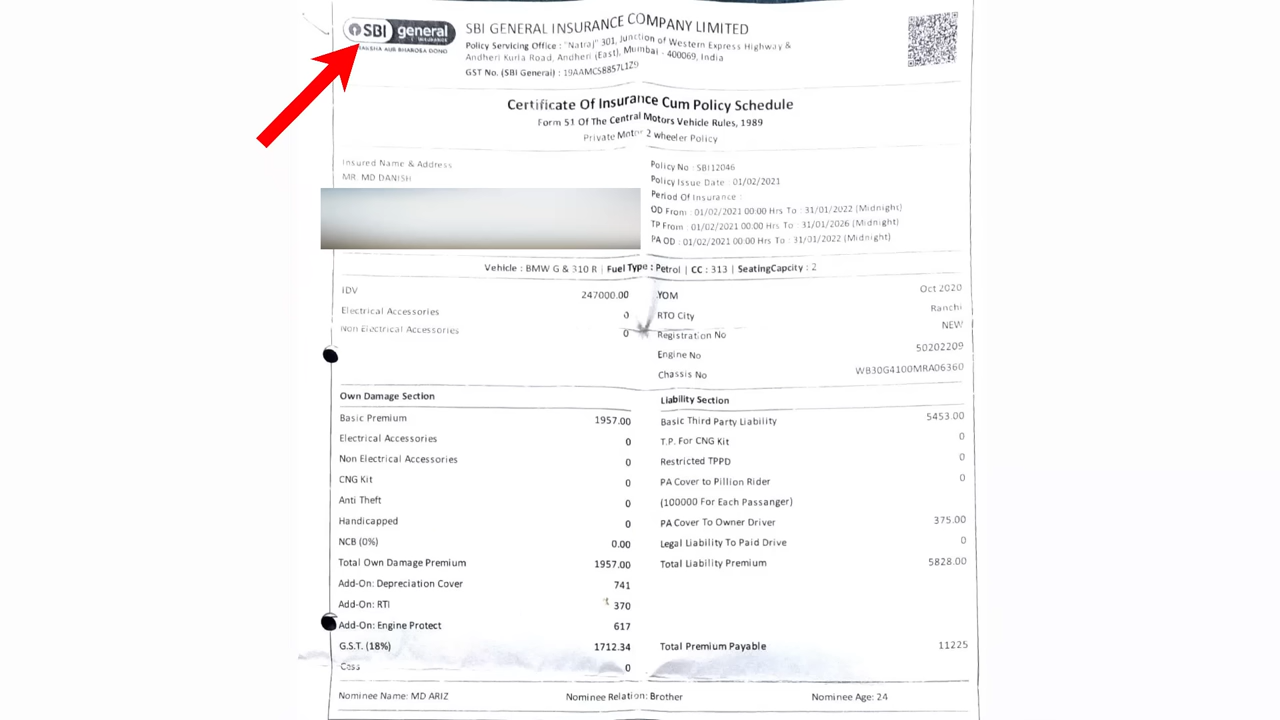 SBI general
INSURANCE
SURAKSHA AUR BHAROSA DONO
SBI GENERAL INSURANCE COMPANY LIMITED
Policy Servicing Office : "Natraj" 301, Junction of Western Express Highway &
Andheri Kurla Road, Andheri (East), Mumbai - 400069, India
GST No. (SBI General) : 19AAMCS8857L1Z9
Certificate Of Insurance Cum Policy Schedule
Form 51 Of The Central Motors Vehicle Rules, 1989
Private Motor 2 wheeler Policy
Insured Name & Address
MR. MD DANISH
Policy No : SBI12046
Policy Issue Date : 01/02/2021
Period Of Insurance :
OD From : 01/02/2021 00:00 Hrs To : 31/01/2022 (Midnight)
TP From : 01/02/2021 00:00 Hrs To : 31/01/2026 (Midnight)
PA OD : 01/02/2021 00:00 Hrs To : 31/01/2022 (Midnight)
Vehicle : BMW G & 310 R | Fuel Type : Petrol | CC : 313 | SeatingCapcity : 2
IDV 247000.00
Electrical Accessories 0
Non Electrical Accessories 0
YOM Oct 2020
RTO City Ranchi
Registration No NEW
Engine No 50202209
Chassis No WB30G4100MRA06360
Own Damage Section
Basic Premium 1957.00
Electrical Accessories 0
Non Electrical Accessories 0
CNG Kit 0
Anti Theft 0
Handicapped 0
NCB (0%) 0.00
Total Own Damage Premium 1957.00
Add-On: Depreciation Cover 741
Add-On: RTI 370
Add-On: Engine Protect 617
G.S.T. (18%) 1712.34
Cess 0
Liability Section
Basic Third Party Liability 5453.00
T.P. For CNG Kit 0
Restricted TPPD 0
PA Cover to Pillion Rider 0
(100000 For Each Passanger)
PA Cover To Owner Driver 375.00
Legal Liability To Paid Drive 0
Total Liability Premium 5828.00
Total Premium Payable 11225
Nominee Name: MD ARIZ Nominee Relation: Brother Nominee Age: 24